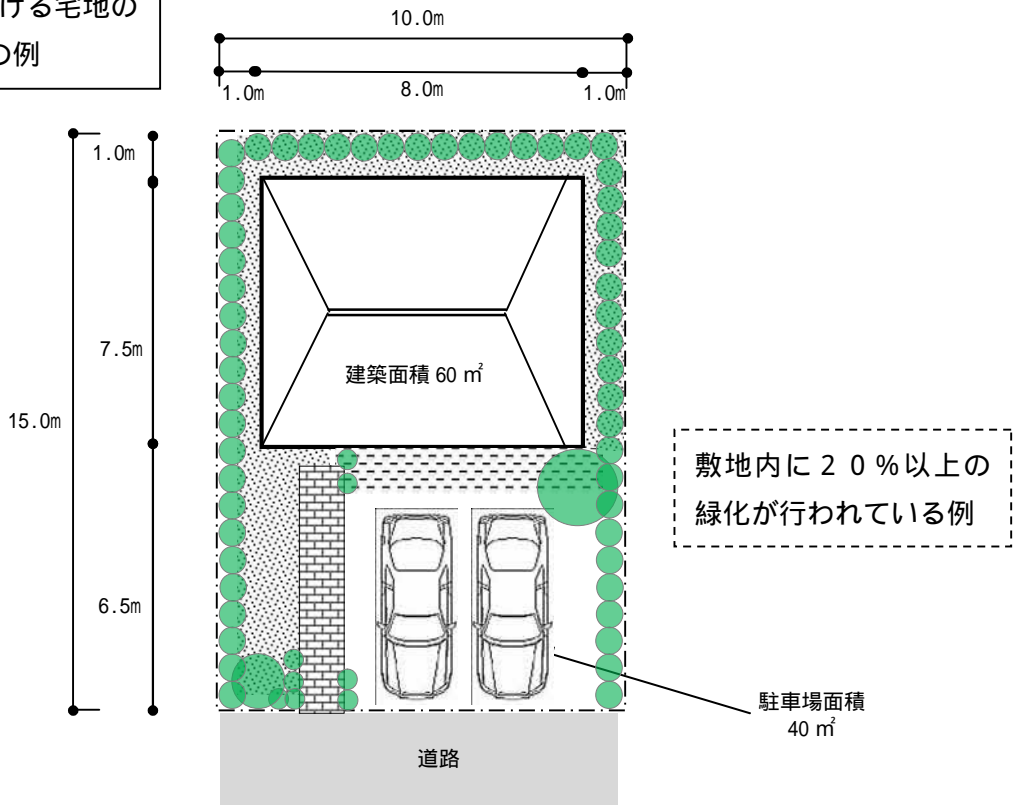 ける宅地の
の例
10.0m
1.0m
8.0m
1.0m
1.0m
7.5m
15.0m
6.5m
建築面積 60 ㎡
敷地内に２０％以上の
緑化が行われている例
駐車場面積
40 ㎡
道路